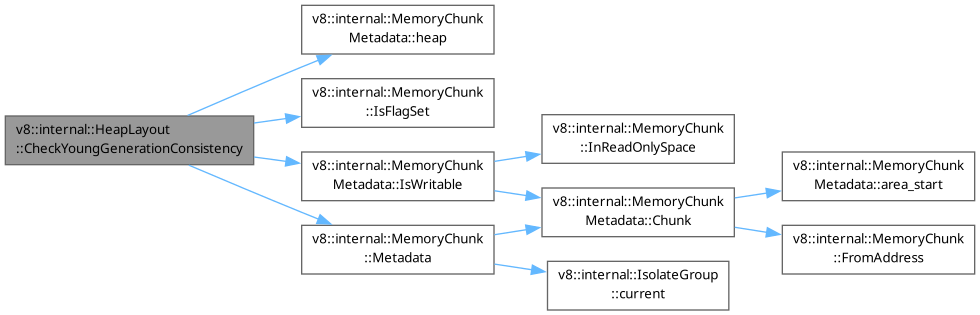 v8::internal::MemoryChunk
Metadata::heap
v8::internal::MemoryChunk
::IsFlagSet
v8::internal::HeapLayout
::CheckYoungGenerationConsistency
v8::internal::MemoryChunk
::InReadOnlySpace
v8::internal::MemoryChunk
Metadata::IsWritable
v8::internal::MemoryChunk
Metadata::area_start
v8::internal::MemoryChunk
Metadata::Chunk
v8::internal::MemoryChunk
::Metadata
v8::internal::MemoryChunk
::FromAddress
v8::internal::IsolateGroup
::current